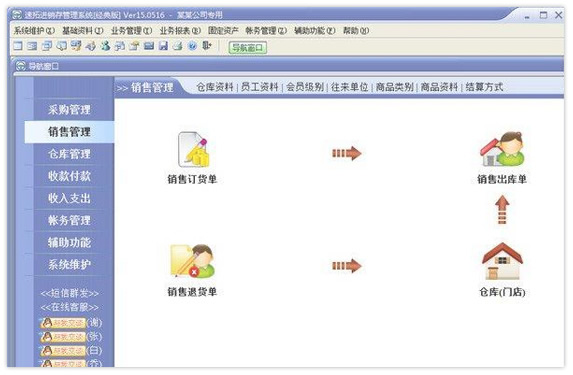 速拓进销存管理系统[经典版] Ver15.0516 - 某某公司专用
系统维护(X) 基础资料(Z) 业务管理(Y) 业务报表(B) 固定资产 帐务管理(Z) 辅助功能(F) 帮助(H)
导航窗口
导航窗口
>> 销售管理 仓库资料 | 员工资料 | 会员级别 | 往来单位 | 商品类别 | 商品资料 | 结算方式
采购管理
销售管理
仓库管理
收款付款
收入支出
帐务管理
辅助功能
系统维护
<<短信群发>>
<<在线客服>>
(谢)
(张)
(白)
销售订货单
销售出库单
销售退货单
仓库(门店)